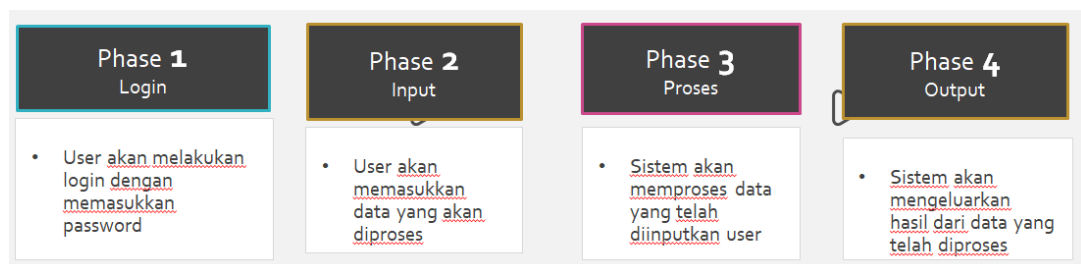 Phase 1
Login
• User akan melakukan
login dengan
memasukkan
password
Phase 2
Input
• User akan
memasukkan
data yang akan
diproses
Phase 3
Proses
• Sistem akan
memproses data
yang telah
diinputkan user
Phase 4
Output
• Sistem akan
mengeluarkan
hasil dari data yang
telah diproses